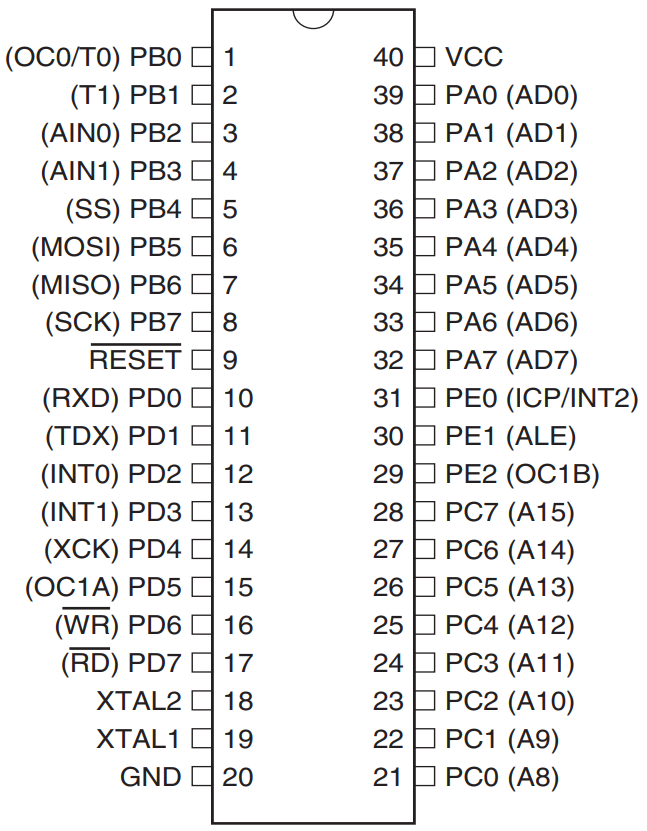 (OC0/T0) PB0 1 40 VCC
(T1) PB1 2 39 PA0 (AD0)
(AIN0) PB2 3 38 PA1 (AD1)
(AIN1) PB3 4 37 PA2 (AD2)
(SS) PB4 5 36 PA3 (AD3)
(MOSI) PB5 6 35 PA4 (AD4)
(MISO) PB6 7 34 PA5 (AD5)
(SCK) PB7 8 33 PA6 (AD6)
RESET 9 32 PA7 (AD7)
(RXD) PD0 10 31 PE0 (ICP/INT2)
(TDX) PD1 11 30 PE1 (ALE)
(INT0) PD2 12 29 PE2 (OC1B)
(INT1) PD3 13 28 PC7 (A15)
(XCK) PD4 14 27 PC6 (A14)
(OC1A) PD5 15 26 PC5 (A13)
(WR) PD6 16 25 PC4 (A12)
(RD) PD7 17 24 PC3 (A11)
XTAL2 18 23 PC2 (A10)
XTAL1 19 22 PC1 (A9)
GND 20 21 PC0 (A8)